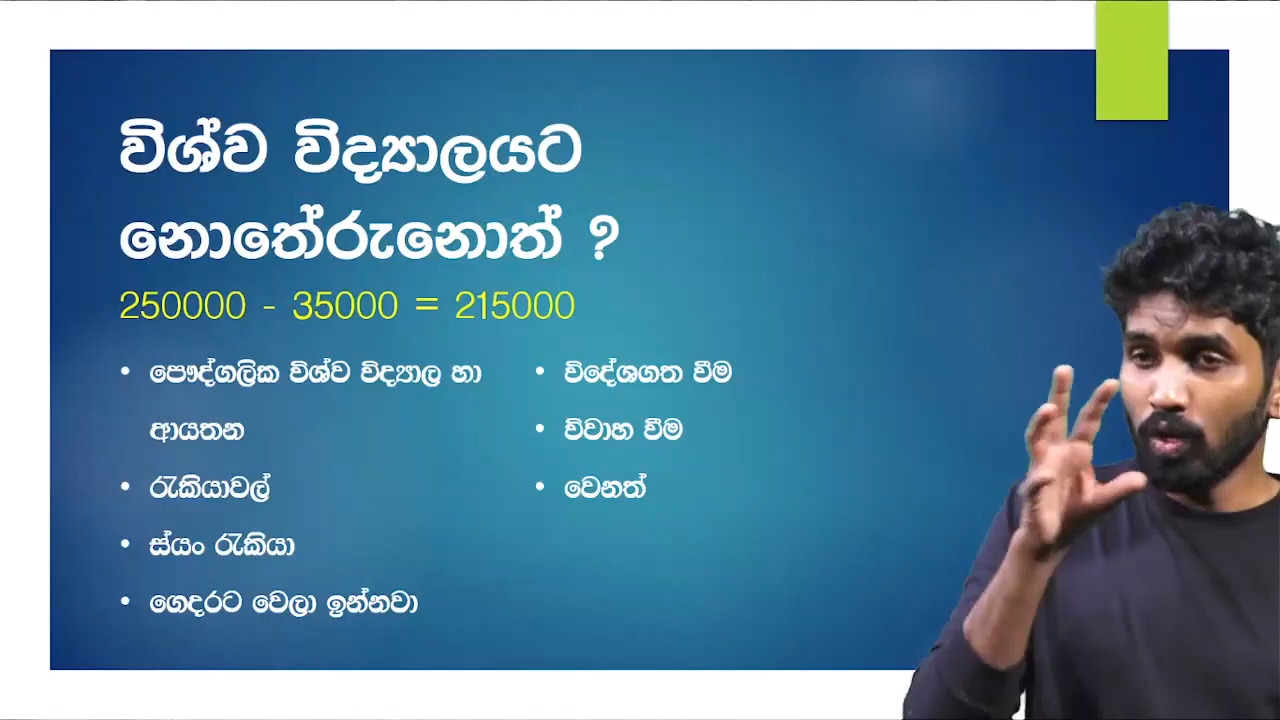 විශ්ව විද්‍යාලයට
නොතේරුනොත් ?
250000 - 35000 = 215000
• පෞද්ගලික විශ්ව විද්‍යාල හා
ආයතන
• රැකියාවල්
• ස්යං රැකියා
• ගෙදරට වෙලා ඉන්නවා
• විදේශගත වීම
• විවාහ වීම
• වෙනත්